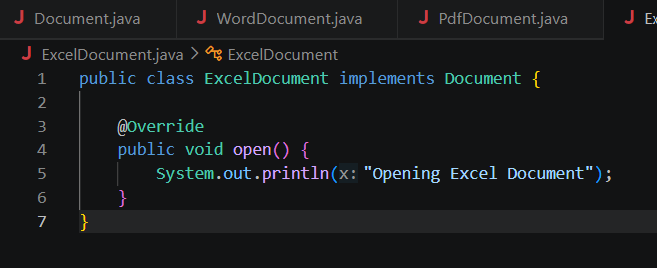 J Document.java J WordDocument.java J PdfDocument.java J
J ExcelDocument.java > ExcelDocument
1 public class ExcelDocument implements Document {
2
3 @Override
4 public void open() {
5 System.out.println(x: "Opening Excel Document");
6 }
7 }